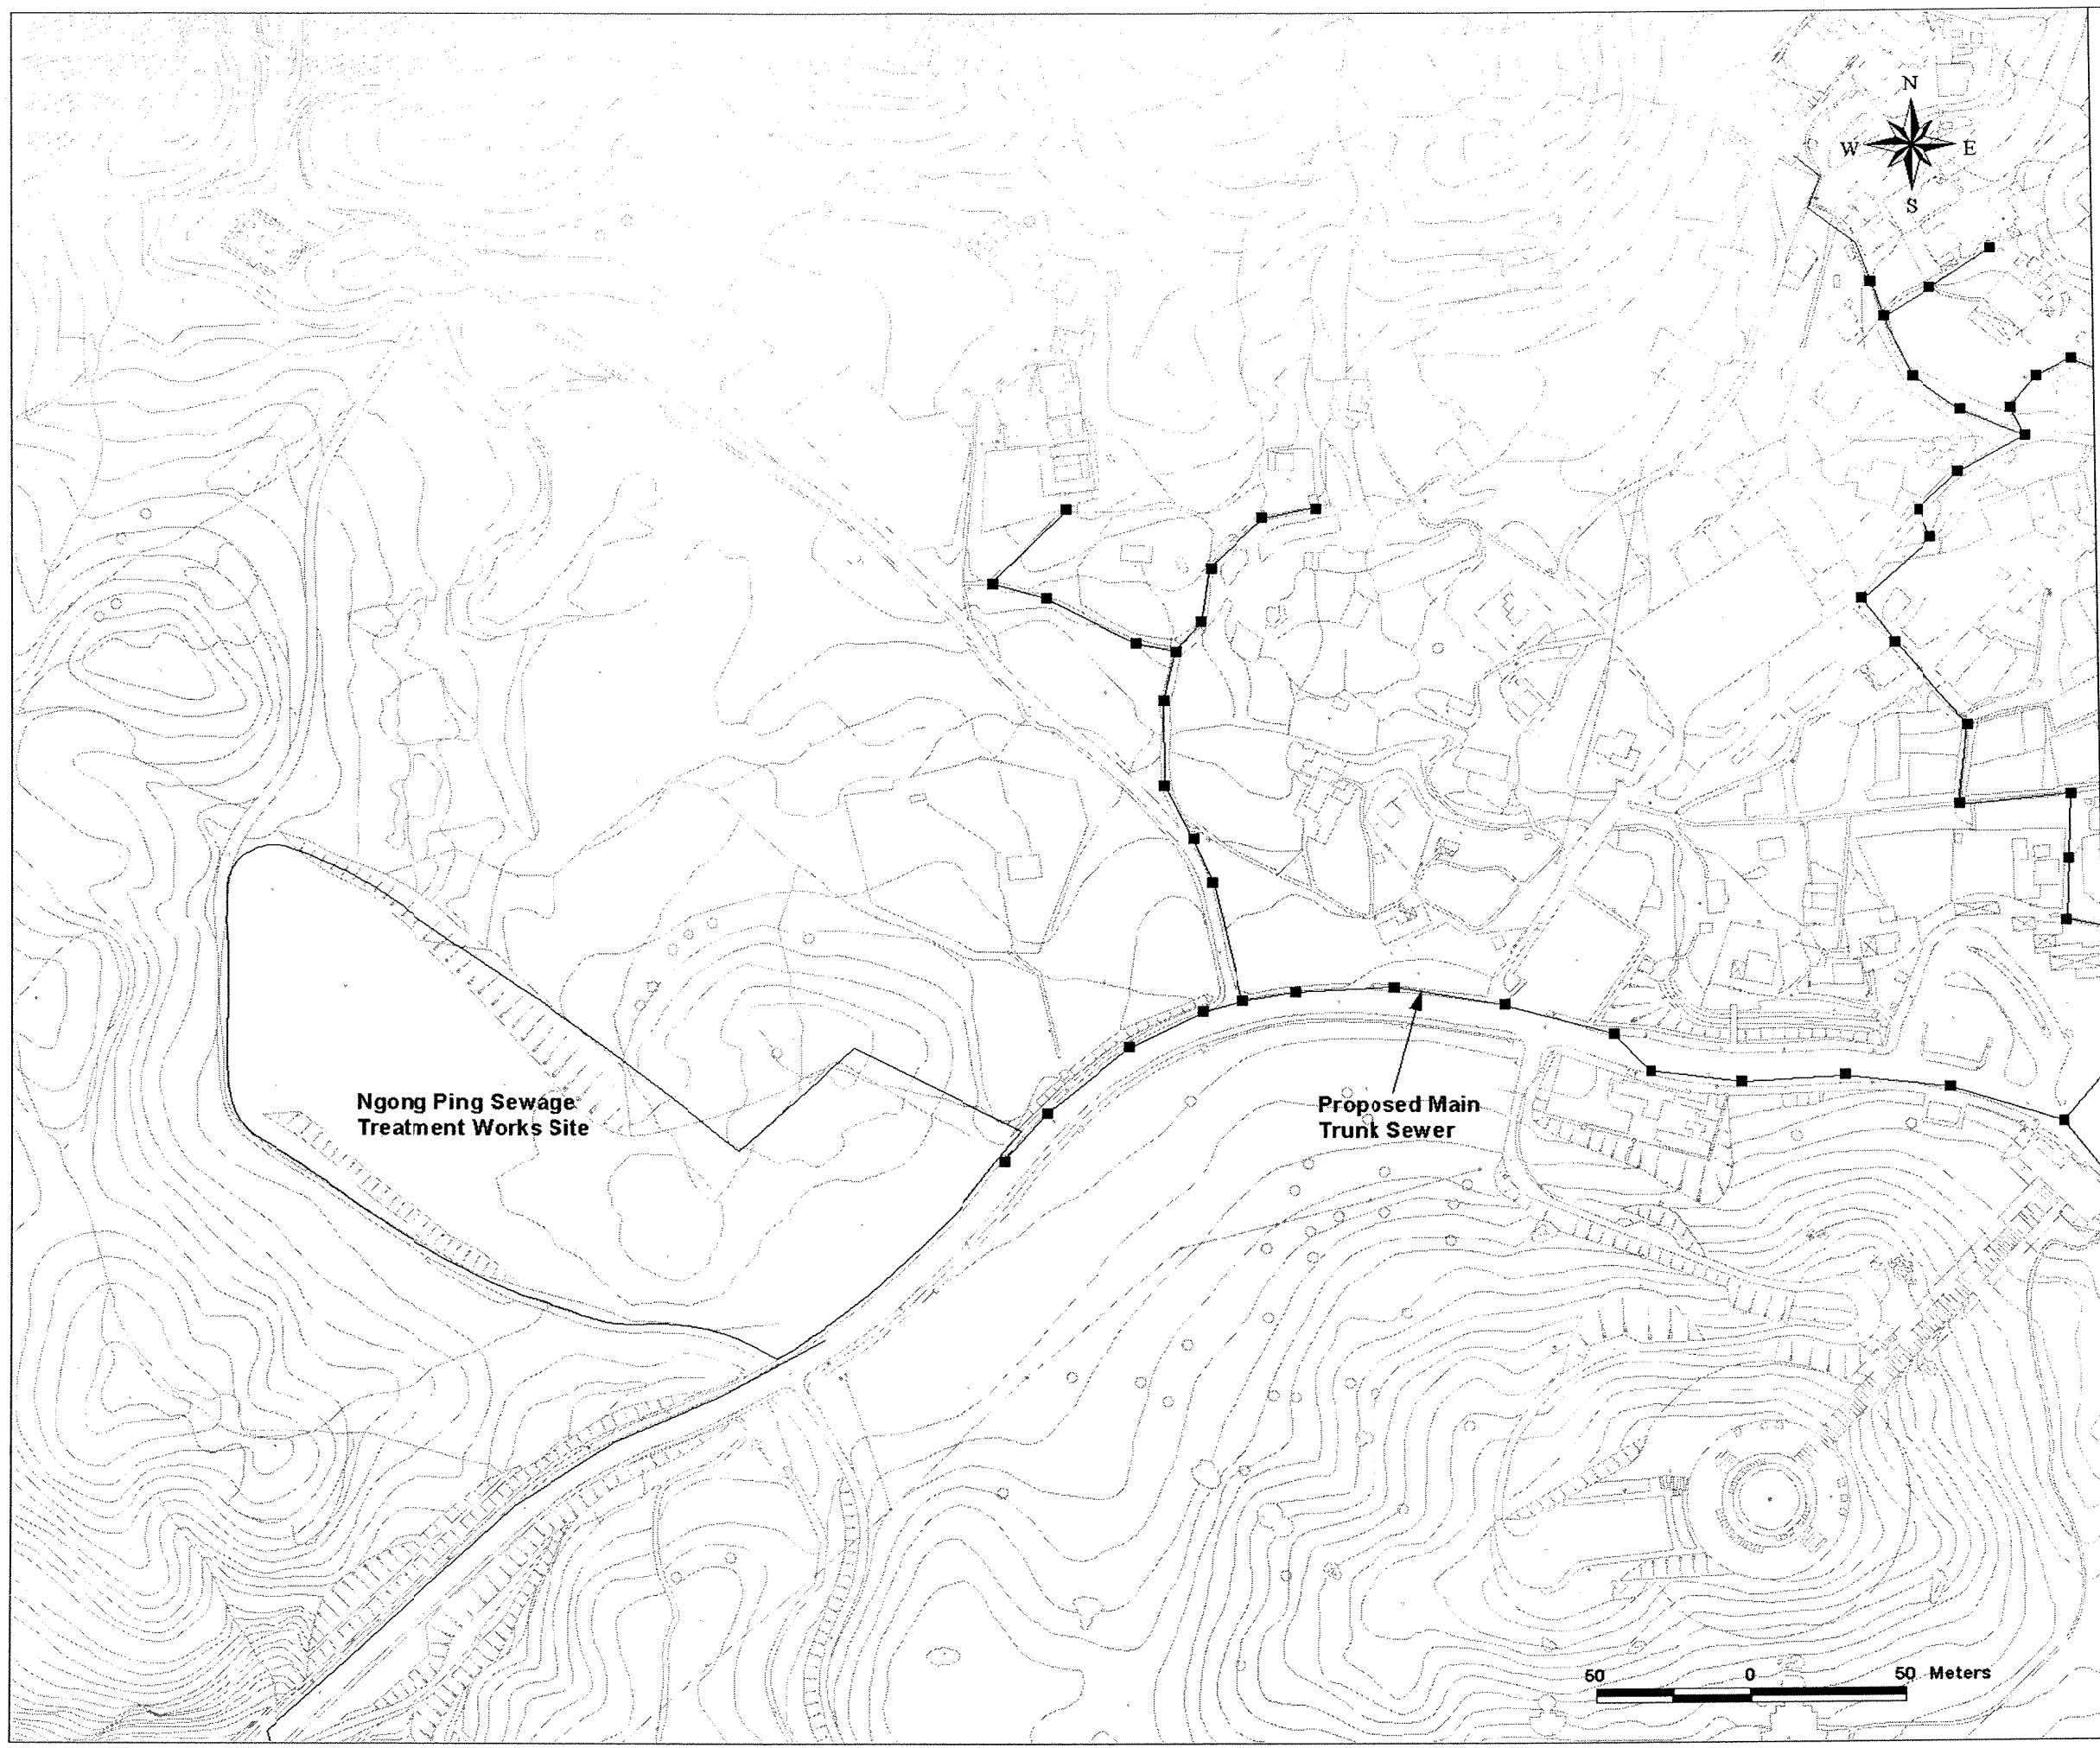 N
W E
S
Ngong Ping Sewage
Treatment Works Site
Proposed Main
Trunk Sewer
50 0 50 Meters